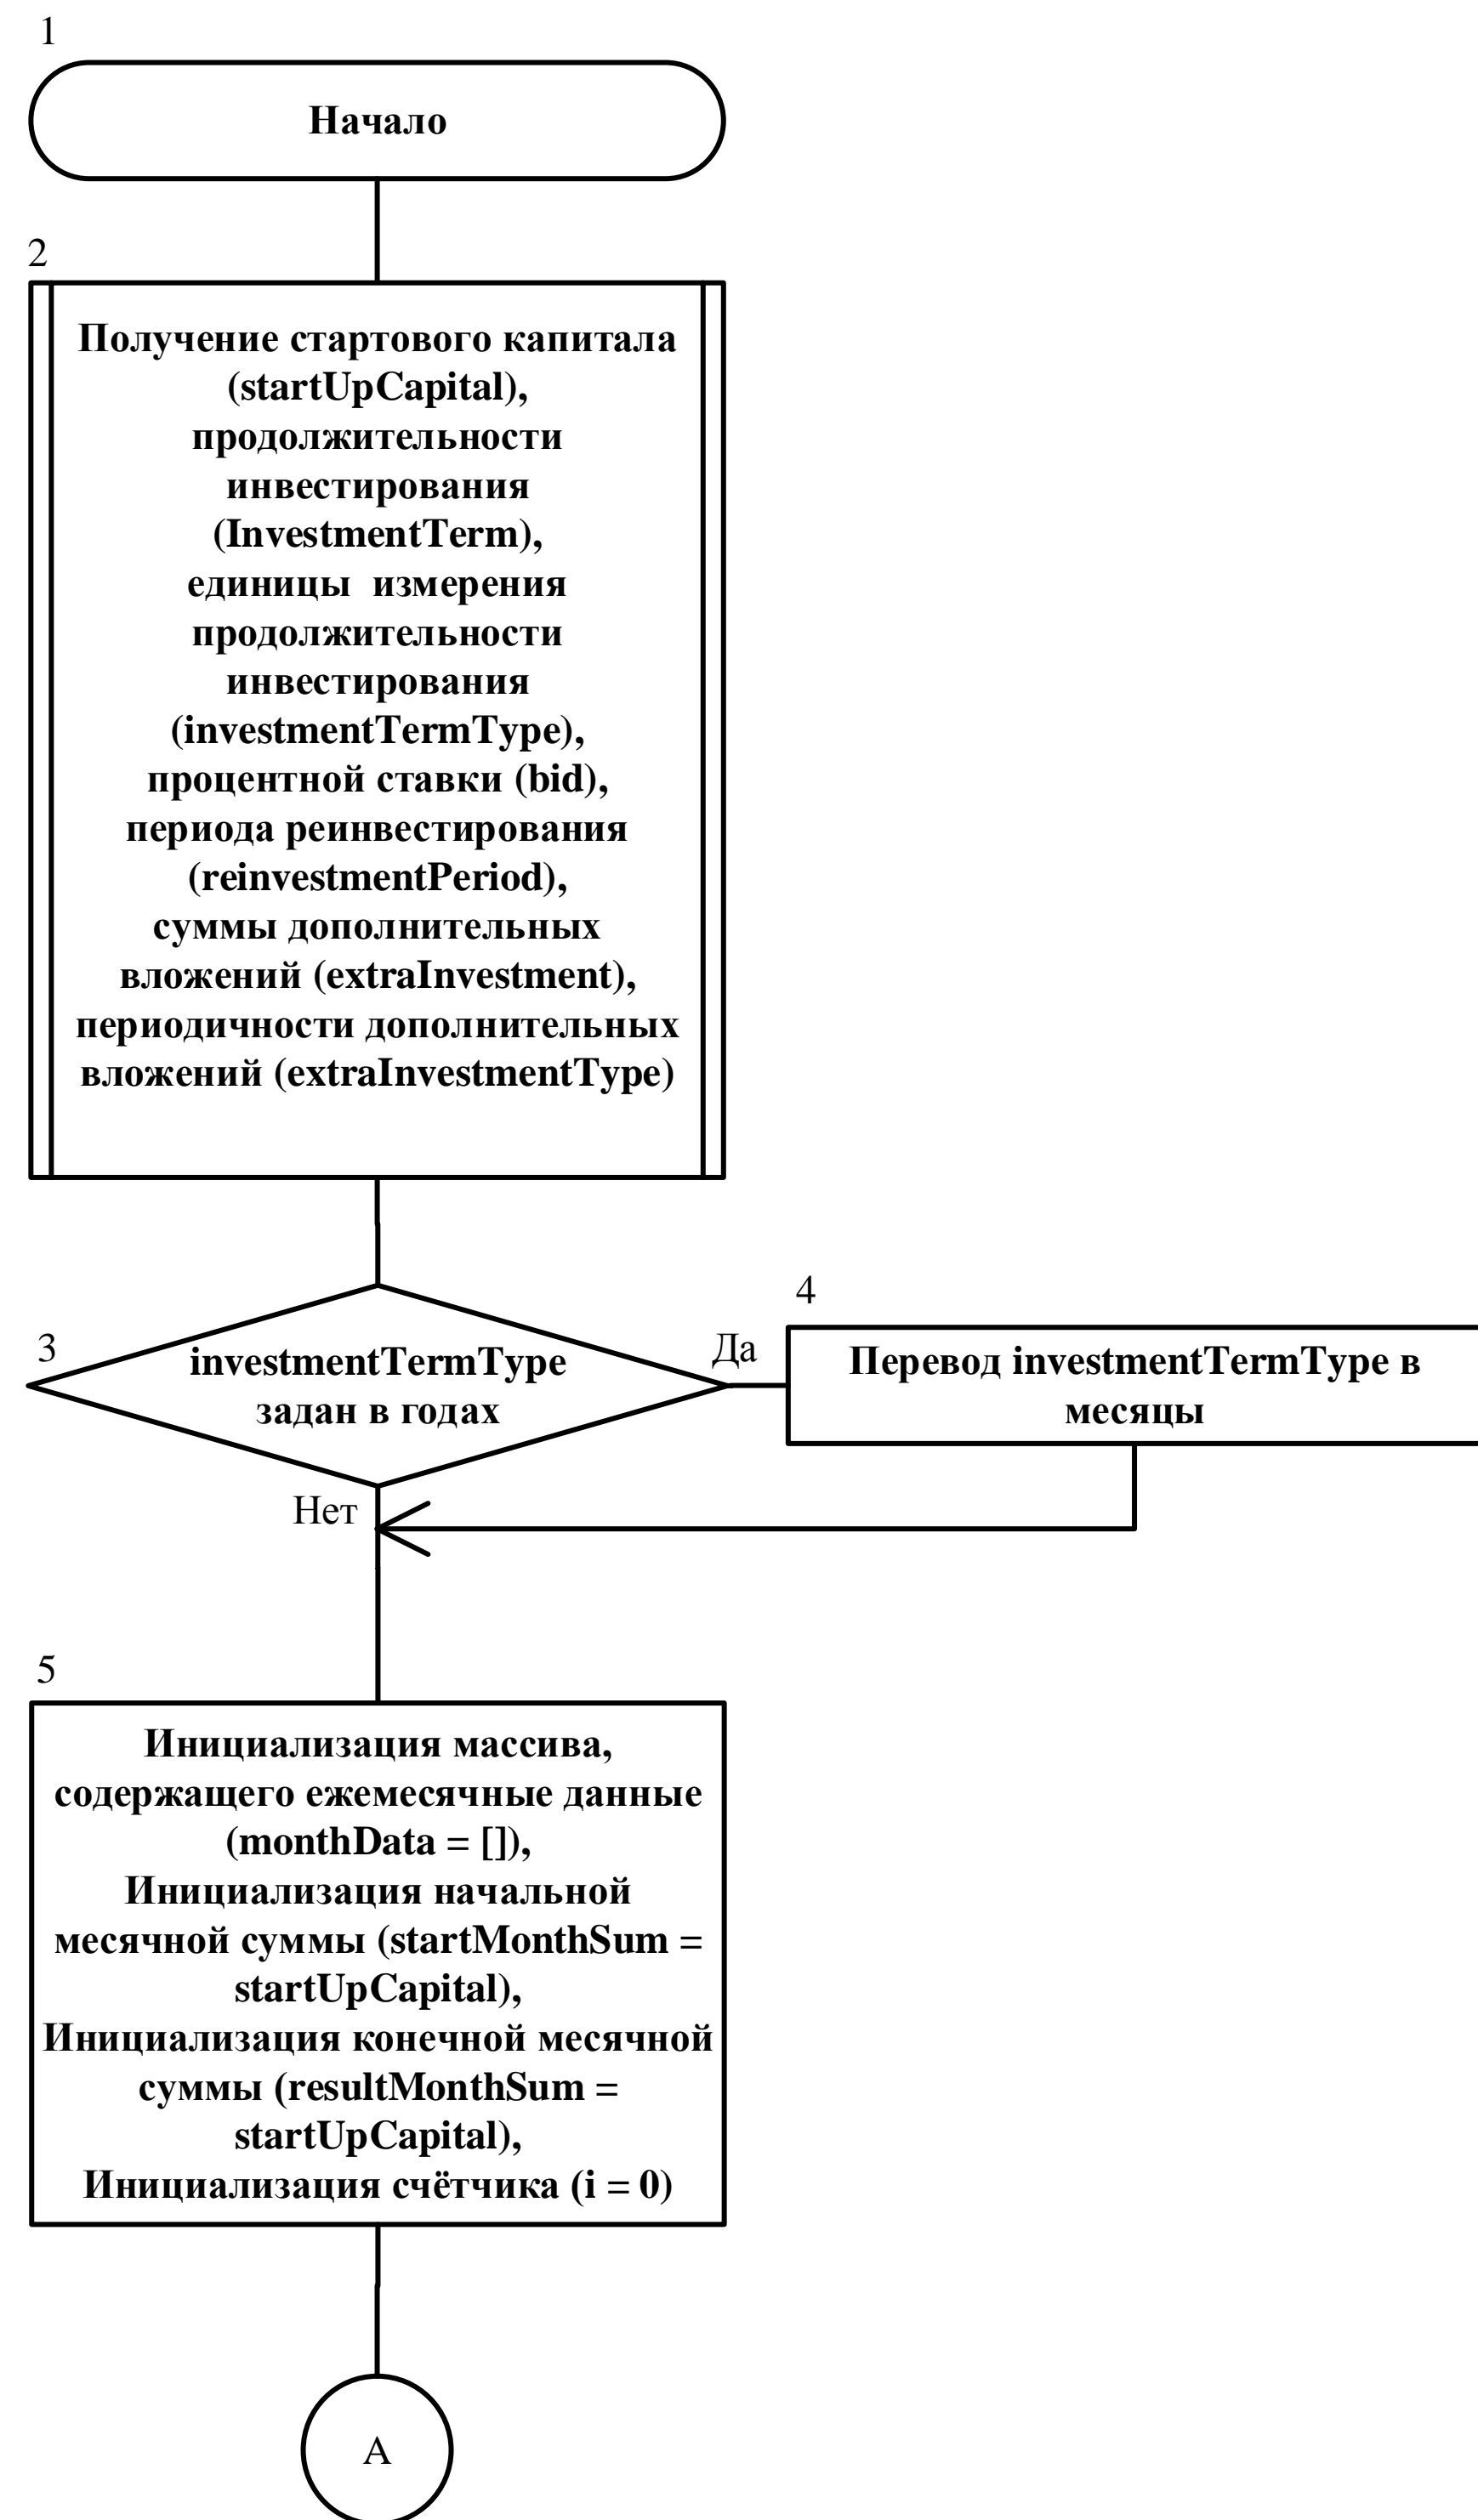 1
Начало
2
Получение стартового капитала
(startUpCapital),
продолжительности
инвестирования
(InvestmentTerm),
единицы  измерения
продолжительности
инвестирования
(investmentTermType),
процентной ставки (bid),
периода реинвестирования
(reinvestmentPeriod),
суммы дополнительных
вложений (extraInvestment),
периодичности дополнительных
вложений (extraInvestmentType)
3
investmentTermType
задан в годах
Да
4
Перевод investmentTermType в
месяцы
Нет
5
Инициализация массива,
содержащего ежемесячные данные
(monthData = []),
Инициализация начальной
месячной суммы (startMonthSum =
startUpCapital),
Инициализация конечной месячной
суммы (resultMonthSum =
startUpCapital),
Инициализация счётчика (i = 0)
А